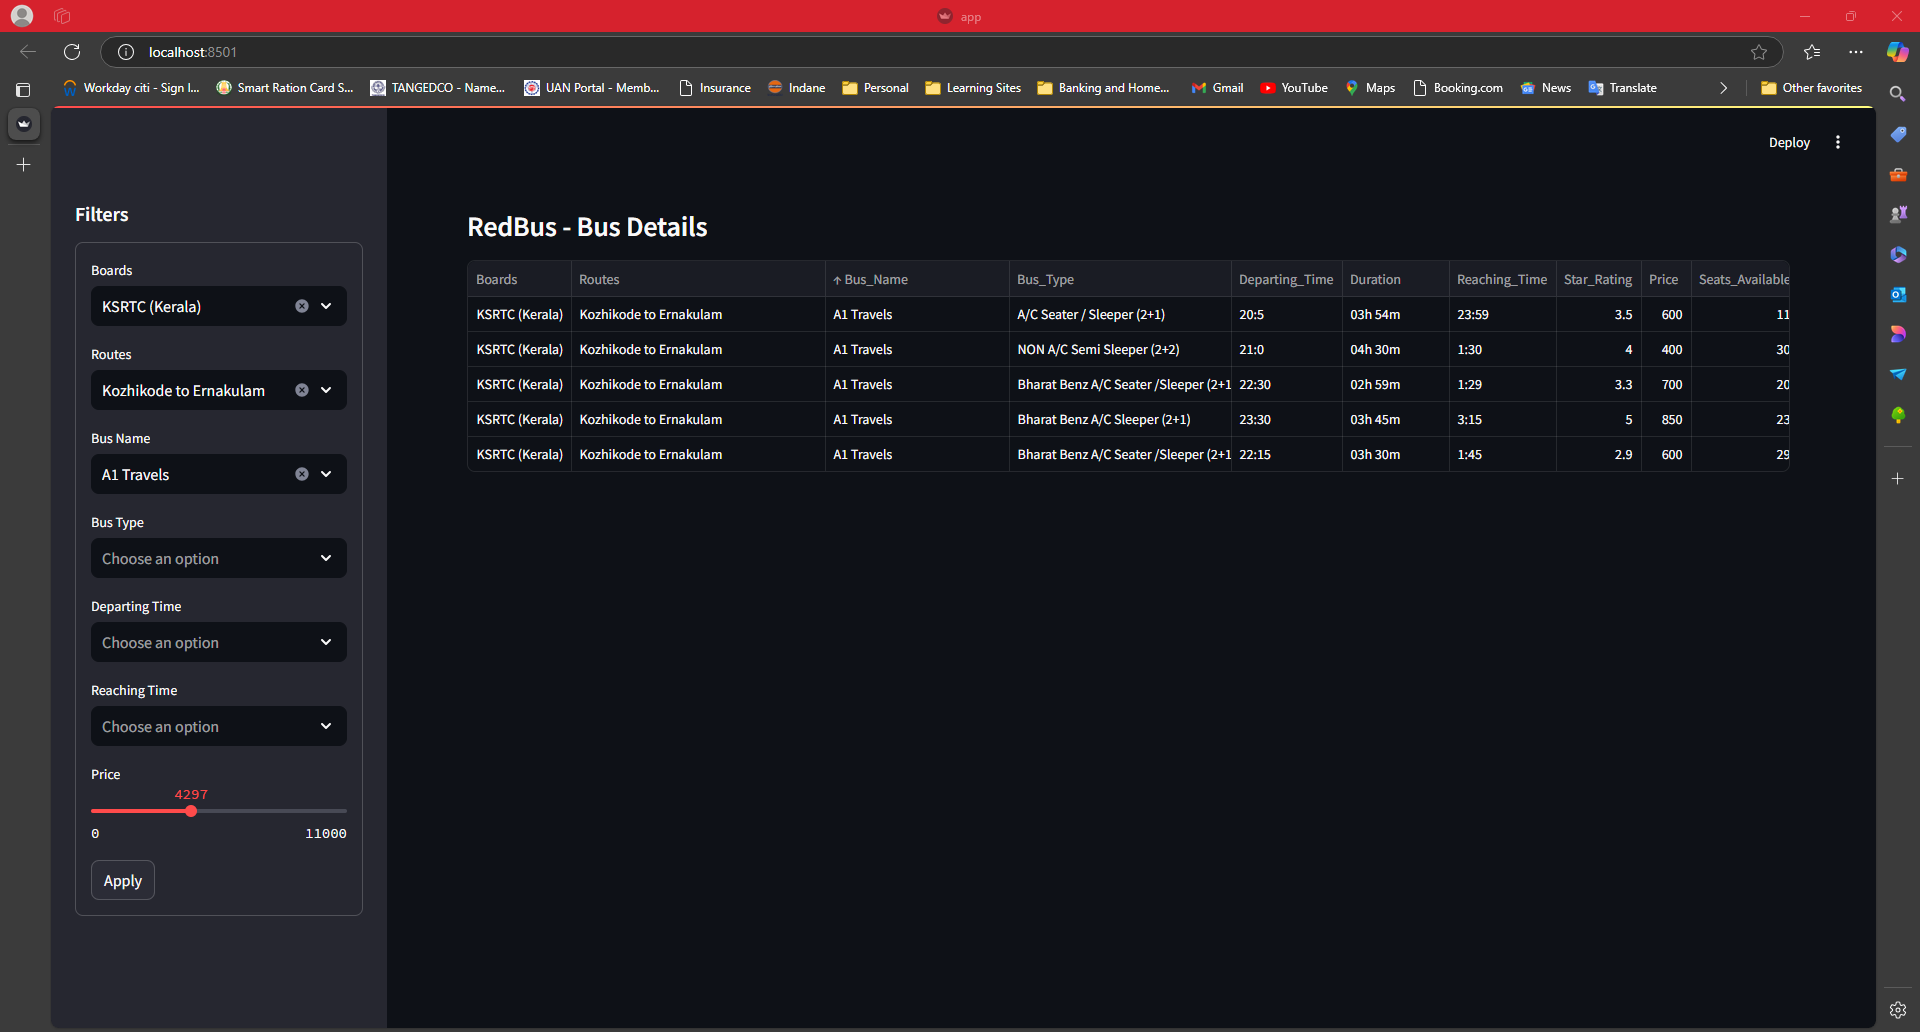 app
localhost:8501
Workday citi - Sign I... Smart Ration Card S... TANGEDCO - Name... UAN Portal - Memb... Insurance Indane Personal Learning Sites Banking and Home... Gmail YouTube Maps Booking.com News Translate Other favorites
Deploy
Filters
Boards
KSRTC (Kerala)
Routes
Kozhikode to Ernakulam
Bus Name
A1 Travels
Bus Type
Choose an option
Departing Time
Choose an option
Reaching Time
Choose an option
Price
4297
0 11000
Apply
RedBus - Bus Details
Boards Routes ↑ Bus_Name Bus_Type Departing_Time Duration Reaching_Time Star_Rating Price Seats_Available
KSRTC (Kerala) Kozhikode to Ernakulam A1 Travels A/C Seater / Sleeper (2+1) 20:5 03h 54m 23:59 3.5 600 11
KSRTC (Kerala) Kozhikode to Ernakulam A1 Travels NON A/C Semi Sleeper (2+2) 21:0 04h 30m 1:30 4 400 30
KSRTC (Kerala) Kozhikode to Ernakulam A1 Travels Bharat Benz A/C Seater /Sleeper (2+1 22:30 02h 59m 1:29 3.3 700 20
KSRTC (Kerala) Kozhikode to Ernakulam A1 Travels Bharat Benz A/C Sleeper (2+1) 23:30 03h 45m 3:15 5 850 23
KSRTC (Kerala) Kozhikode to Ernakulam A1 Travels Bharat Benz A/C Seater /Sleeper (2+1 22:15 03h 30m 1:45 2.9 600 29